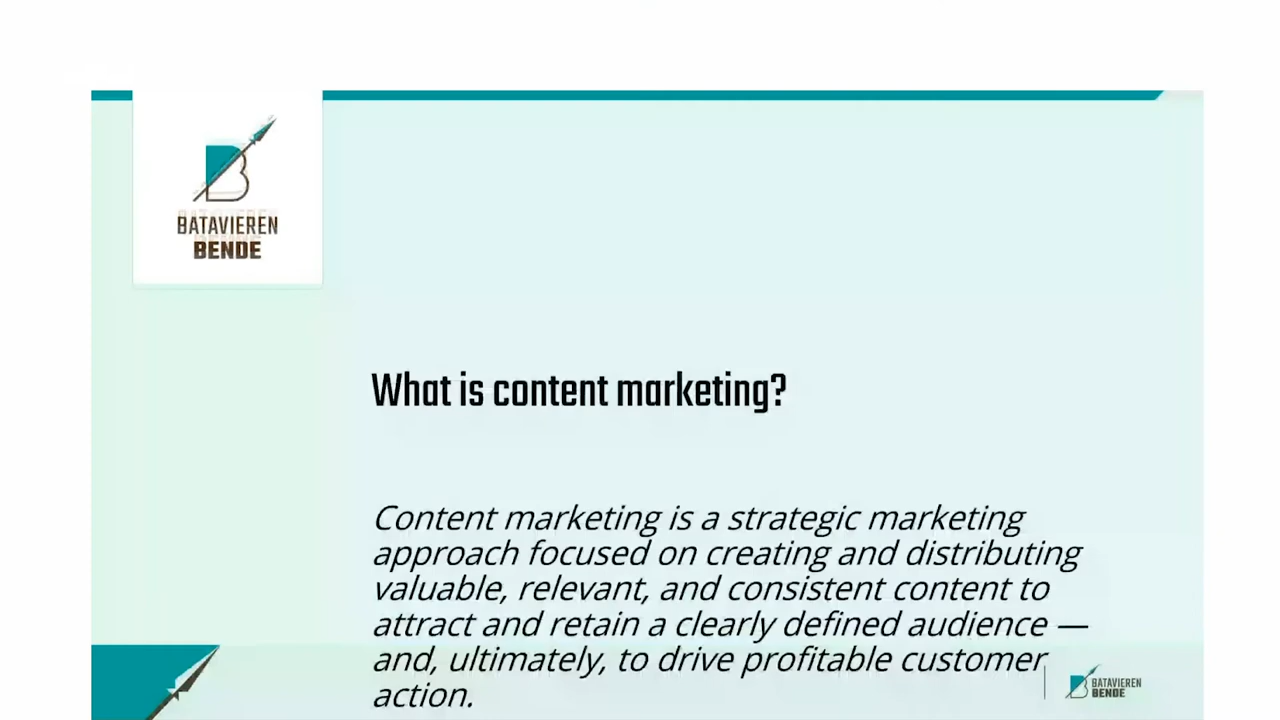 BATAVIEREN
BENDE
What is content marketing?
Content marketing is a strategic marketing
approach focused on creating and distributing
valuable, relevant, and consistent content to
attract and retain a clearly defined audience —
and, ultimately, to drive profitable customer
action.
BATAVIEREN
BENDE